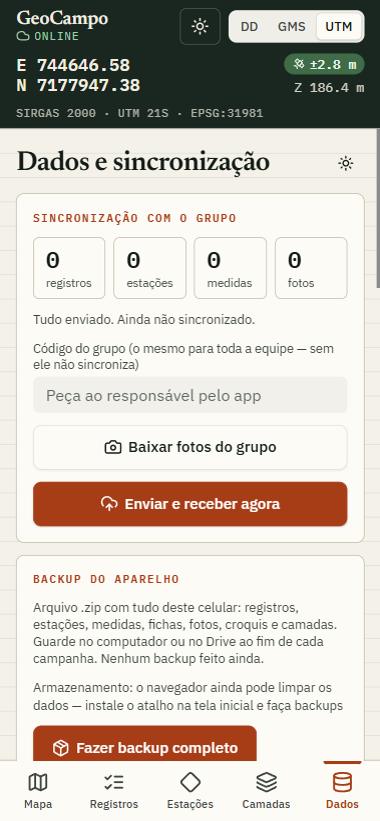 GeoCampo
ONLINE
DD GMS UTM
E 744646.58
±2.8 m
N 7177947.38
Z 186.4 m
SIRGAS 2000 · UTM 21S · EPSG:31981
Dados e sincronização
SINCRONIZAÇÃO COM O GRUPO
0 0 0 0
registros estações medidas fotos
Tudo enviado. Ainda não sincronizado.
Código do grupo (o mesmo para toda a equipe — sem
ele não sincroniza)
Peça ao responsável pelo app
Baixar fotos do grupo
Enviar e receber agora
BACKUP DO APARELHO
Arquivo .zip com tudo deste celular: registros,
estações, medidas, fichas, fotos, croquis e camadas.
Guarde no computador ou no Drive ao fim de cada
campanha. Nenhum backup feito ainda.
Armazenamento: o navegador ainda pode limpar os
dados — instale o atalho na tela inicial e faça backups
Fazer backup completo
Mapa Registros Estações Camadas Dados